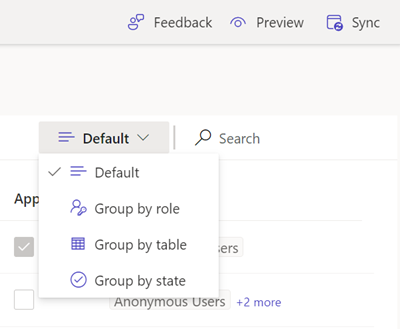 Feedback Preview Sync
Default Search
Default
App
Group by role
Group by table
sers
Group by state
Anonymous Users +2 more